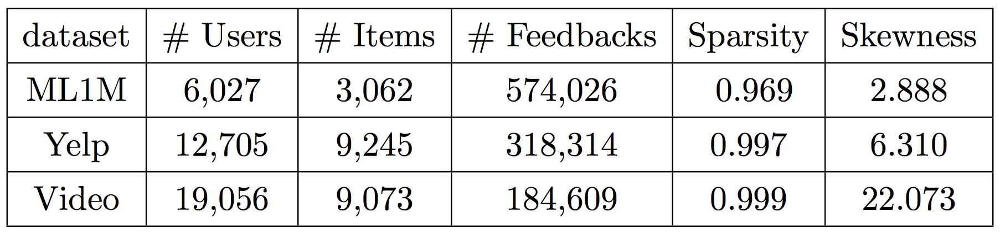 dataset # Users # Items # Feedbacks Sparsity Skewness
ML1M 6,027 3,062 574,026 0.969 2.888
Yelp 12,705 9,245 318,314 0.997 6.310
Video 19,056 9,073 184,609 0.999 22.073